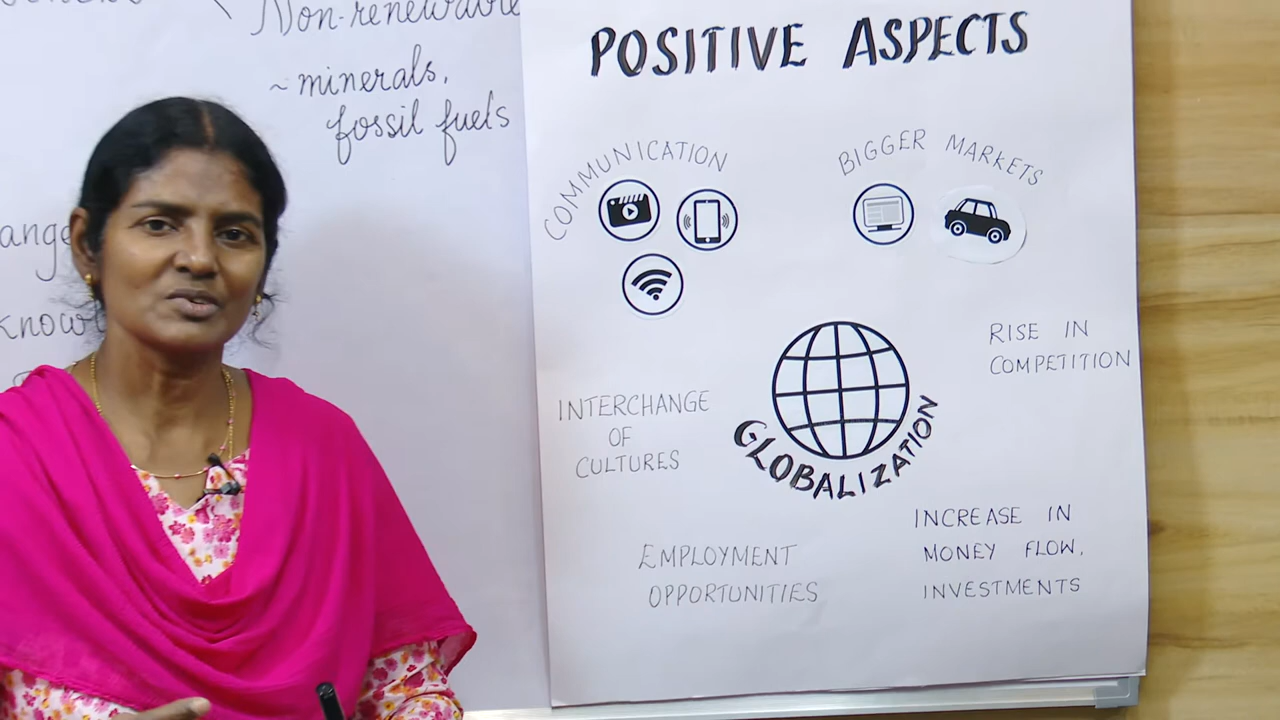 Non-renewable
~ minerals,
fossil fuels
POSITIVE ASPECTS
COMMUNICATION
BIGGER MARKETS
RISE IN
COMPETITION
INTERCHANGE
OF
CULTURES
GLOBALIZATION
INCREASE IN
MONEY FLOW,
INVESTMENTS
EMPLOYMENT
OPPORTUNITIES